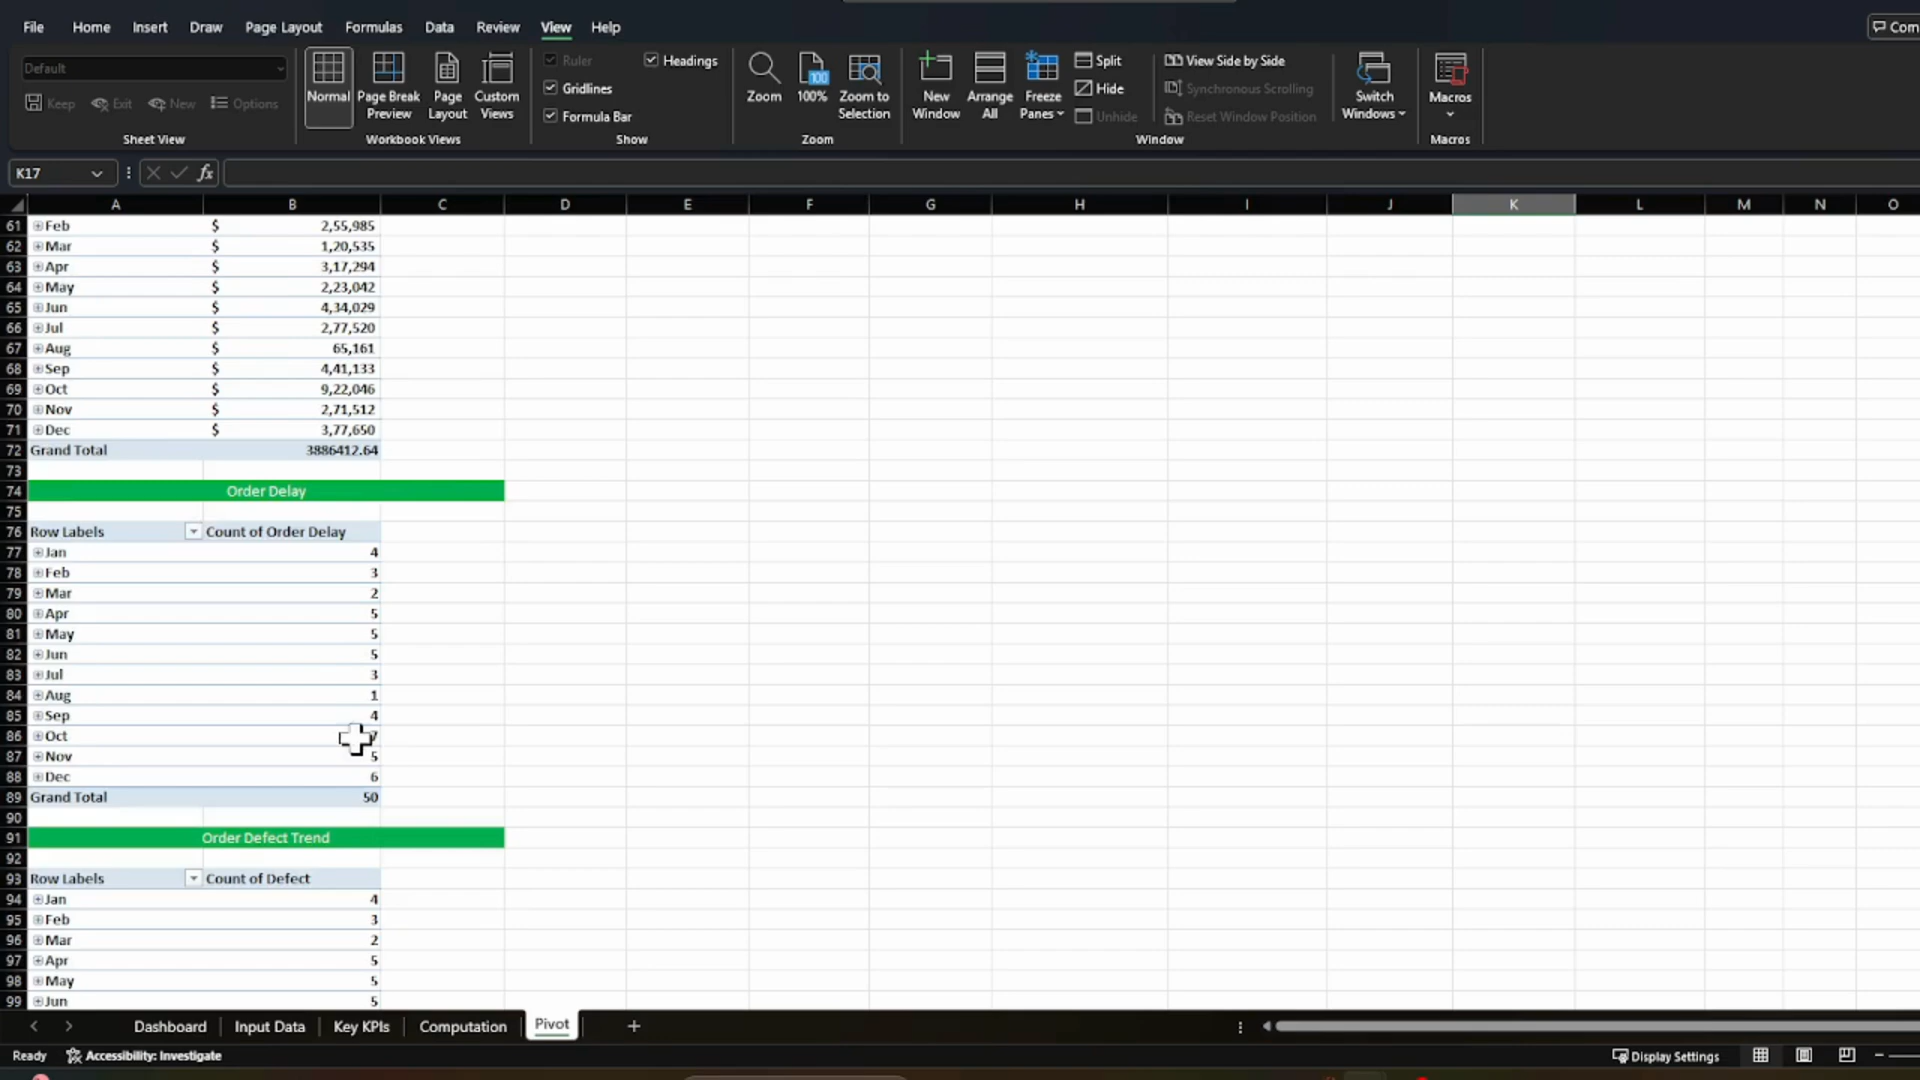 File Home Insert Draw Page Layout Formulas Data Review View Help
Default
Keep Exit New Options
Sheet View
Normal Page Break Preview Page Layout Custom Views
Workbook Views
Ruler Headings
Gridlines
Formula Bar
Show
Zoom 100 100% Zoom to Selection
Zoom
New Window Arrange All Freeze Panes
Split View Side by Side
Hide Synchronous Scrolling
Unhide Reset Window Position
Switch Windows
Window
Macros
Macros
K17 fx
A B C D E F G H I J K L M N O
61 Feb $ 2,55,985
62 Mar $ 1,20,535
63 Apr $ 3,17,294
64 May $ 2,23,042
65 Jun $ 4,34,029
66 Jul $ 2,77,520
67 Aug $ 65,161
68 Sep $ 4,41,133
69 Oct $ 9,22,046
70 Nov $ 2,71,512
71 Dec $ 3,77,650
72 Grand Total 3886412.64
73
74 Order Delay
75
76 Row Labels Count of Order Delay
77 Jan 4
78 Feb 3
79 Mar 2
80 Apr 5
81 May 5
82 Jun 5
83 Jul 3
84 Aug 1
85 Sep 4
86 Oct 7
87 Nov 5
88 Dec 6
89 Grand Total 50
90
91 Order Defect Trend
92
93 Row Labels Count of Defect
94 Jan 4
95 Feb 3
96 Mar 2
97 Apr 5
98 May 5
99 Jun 5
Dashboard Input Data Key KPIs Computation Pivot
Ready Accessibility: Investigate Display Settings